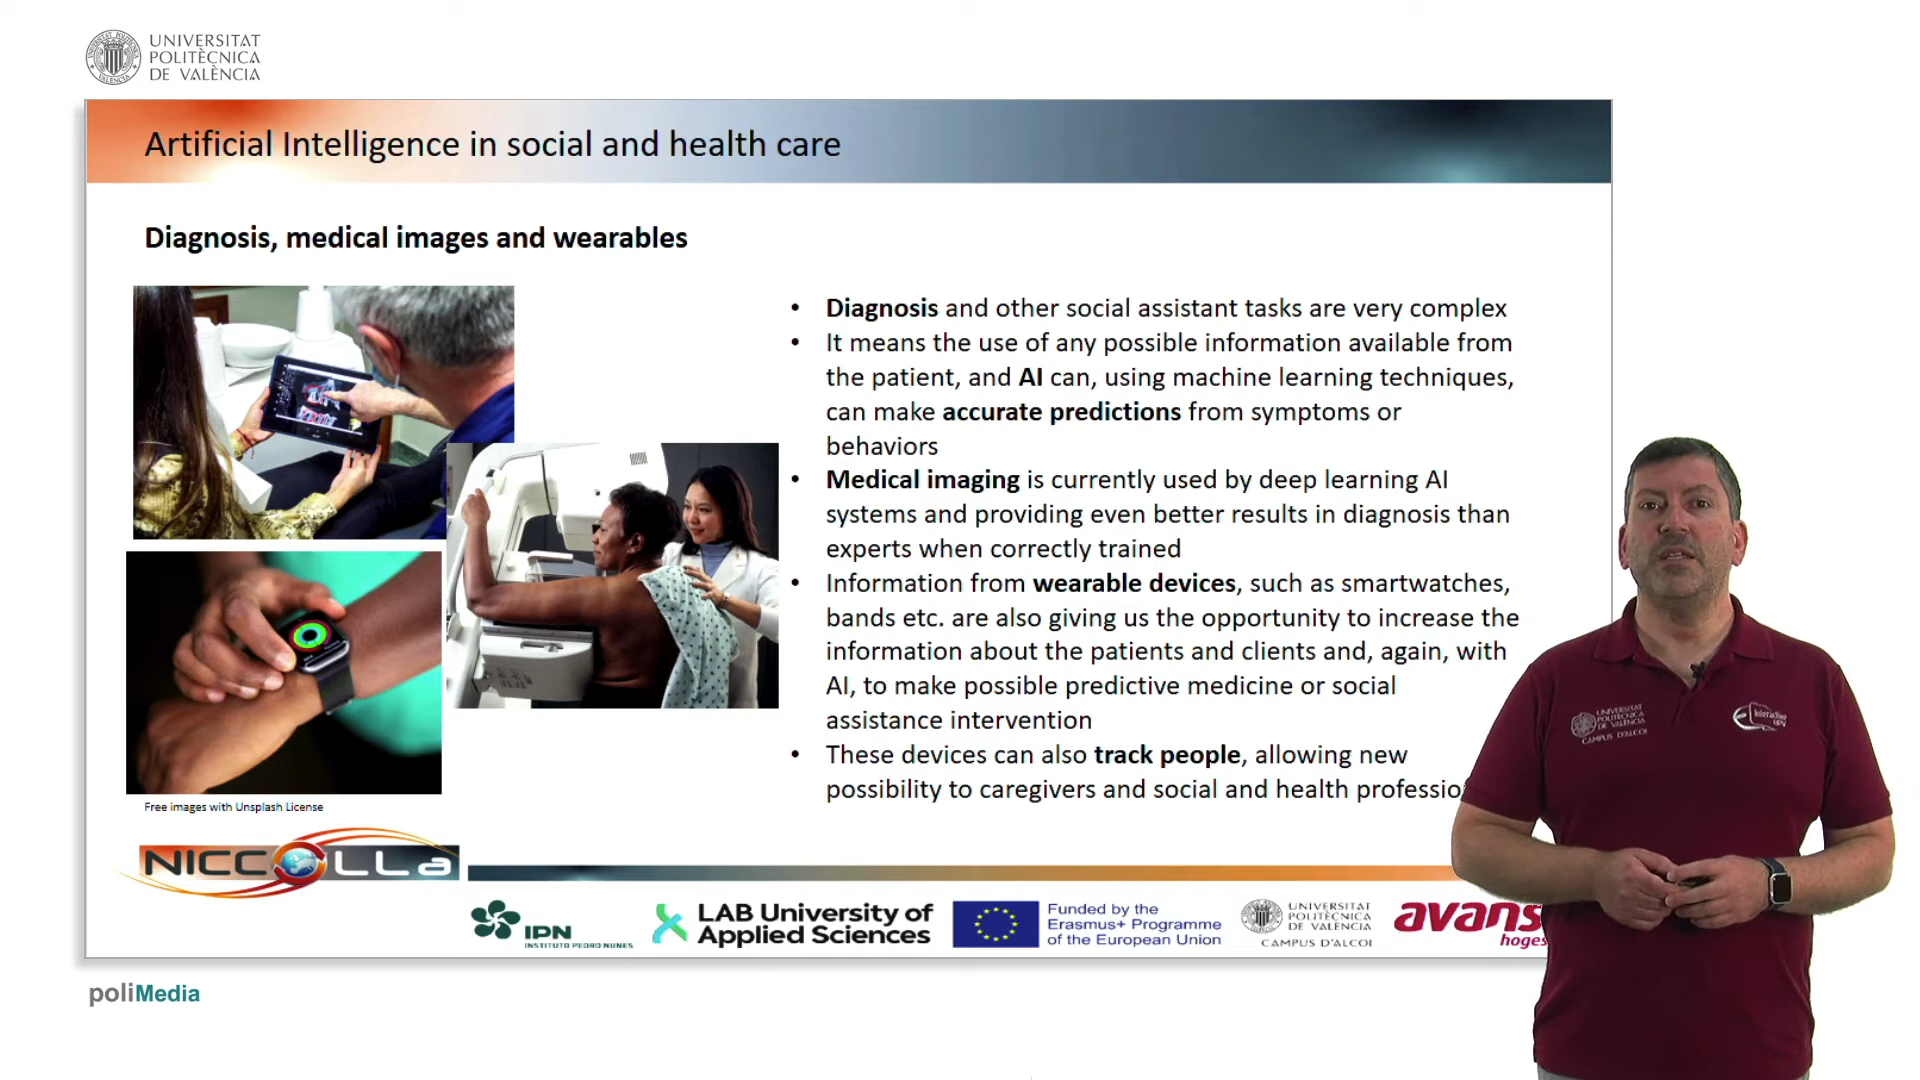 UNIVERSITAT
POLITÈCNICA
DE VALÈNCIA
Artificial Intelligence in social and health care
Diagnosis, medical images and wearables
• Diagnosis and other social assistant tasks are very complex
• It means the use of any possible information available from
the patient, and AI can, using machine learning techniques,
can make accurate predictions from symptoms or
behaviors
• Medical imaging is currently used by deep learning AI
systems and providing even better results in diagnosis than
experts when correctly trained
• Information from wearable devices, such as smartwatches,
bands etc. are also giving us the opportunity to increase the
information about the patients and clients and, again, with
AI, to make possible predictive medicine or social
assistance intervention
• These devices can also track people, allowing new
possibility to caregivers and social and health professio
Free images with Unsplash License
NICCOLLa
IPN
INSTITUTO PEDRO NUNES
LAB University of
Applied Sciences
Funded by the
Erasmus+ Programme
of the European Union
UNIVERSITAT
POLITÈCNICA
DE VALÈNCIA
CAMPUS D'ALCOI
avans
hoges
UNIVERSITAT
POLITÈCNICA
DE VALÈNCIA
CAMPUS D'ALCOI
Interactive
poliMedia